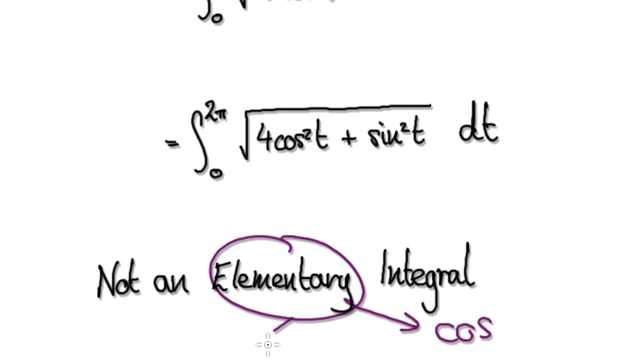 = ∫₀^2π √4cos²t + sin²t dt
Not an Elementary Integral
cos